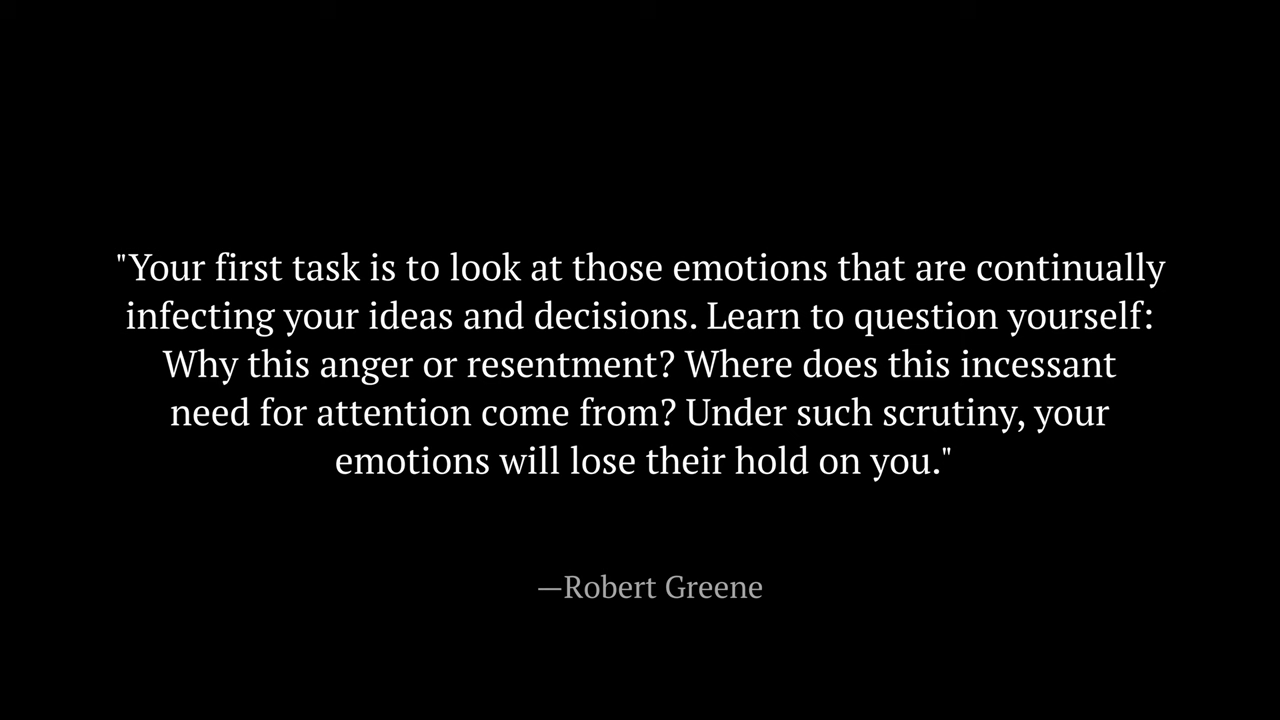 "Your first task is to look at those emotions that are continually
infecting your ideas and decisions. Learn to question yourself:
Why this anger or resentment? Where does this incessant
need for attention come from? Under such scrutiny, your
emotions will lose their hold on you."
—Robert Greene